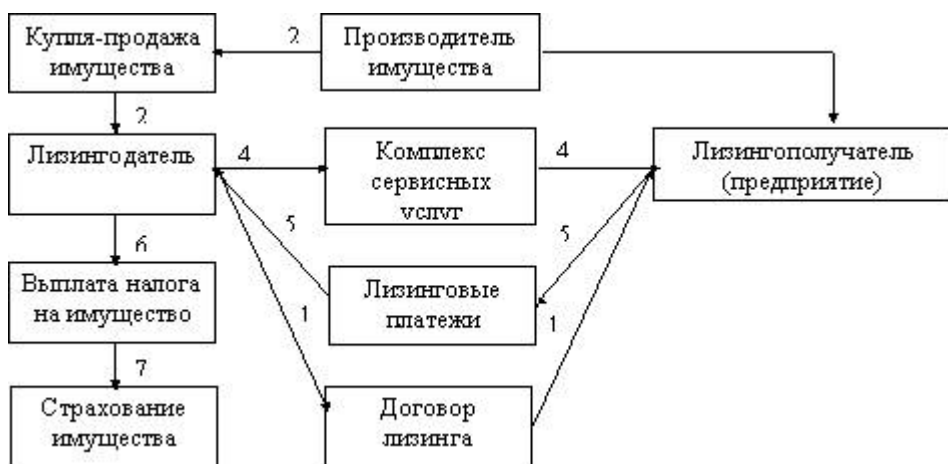 Купля-продажа
имущества
2
Производитель
имущества
2
Лизингодатель
4
Комплекс
сервисных
услуг
4
Лизингополучатель
(предприятие)
6
5
5
Выплата налога
на имущество
1
Лизинговые
платежи
1
7
Страхование
имущества
Договор
лизинга